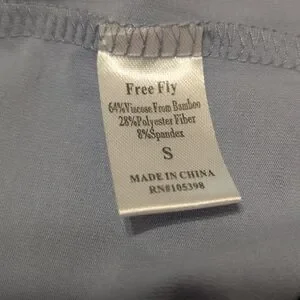 Free Fly
64%Viscose From Bamboo
28%Polyester Fiber
8%Spandex
S
MADE IN CHINA
RN#105398